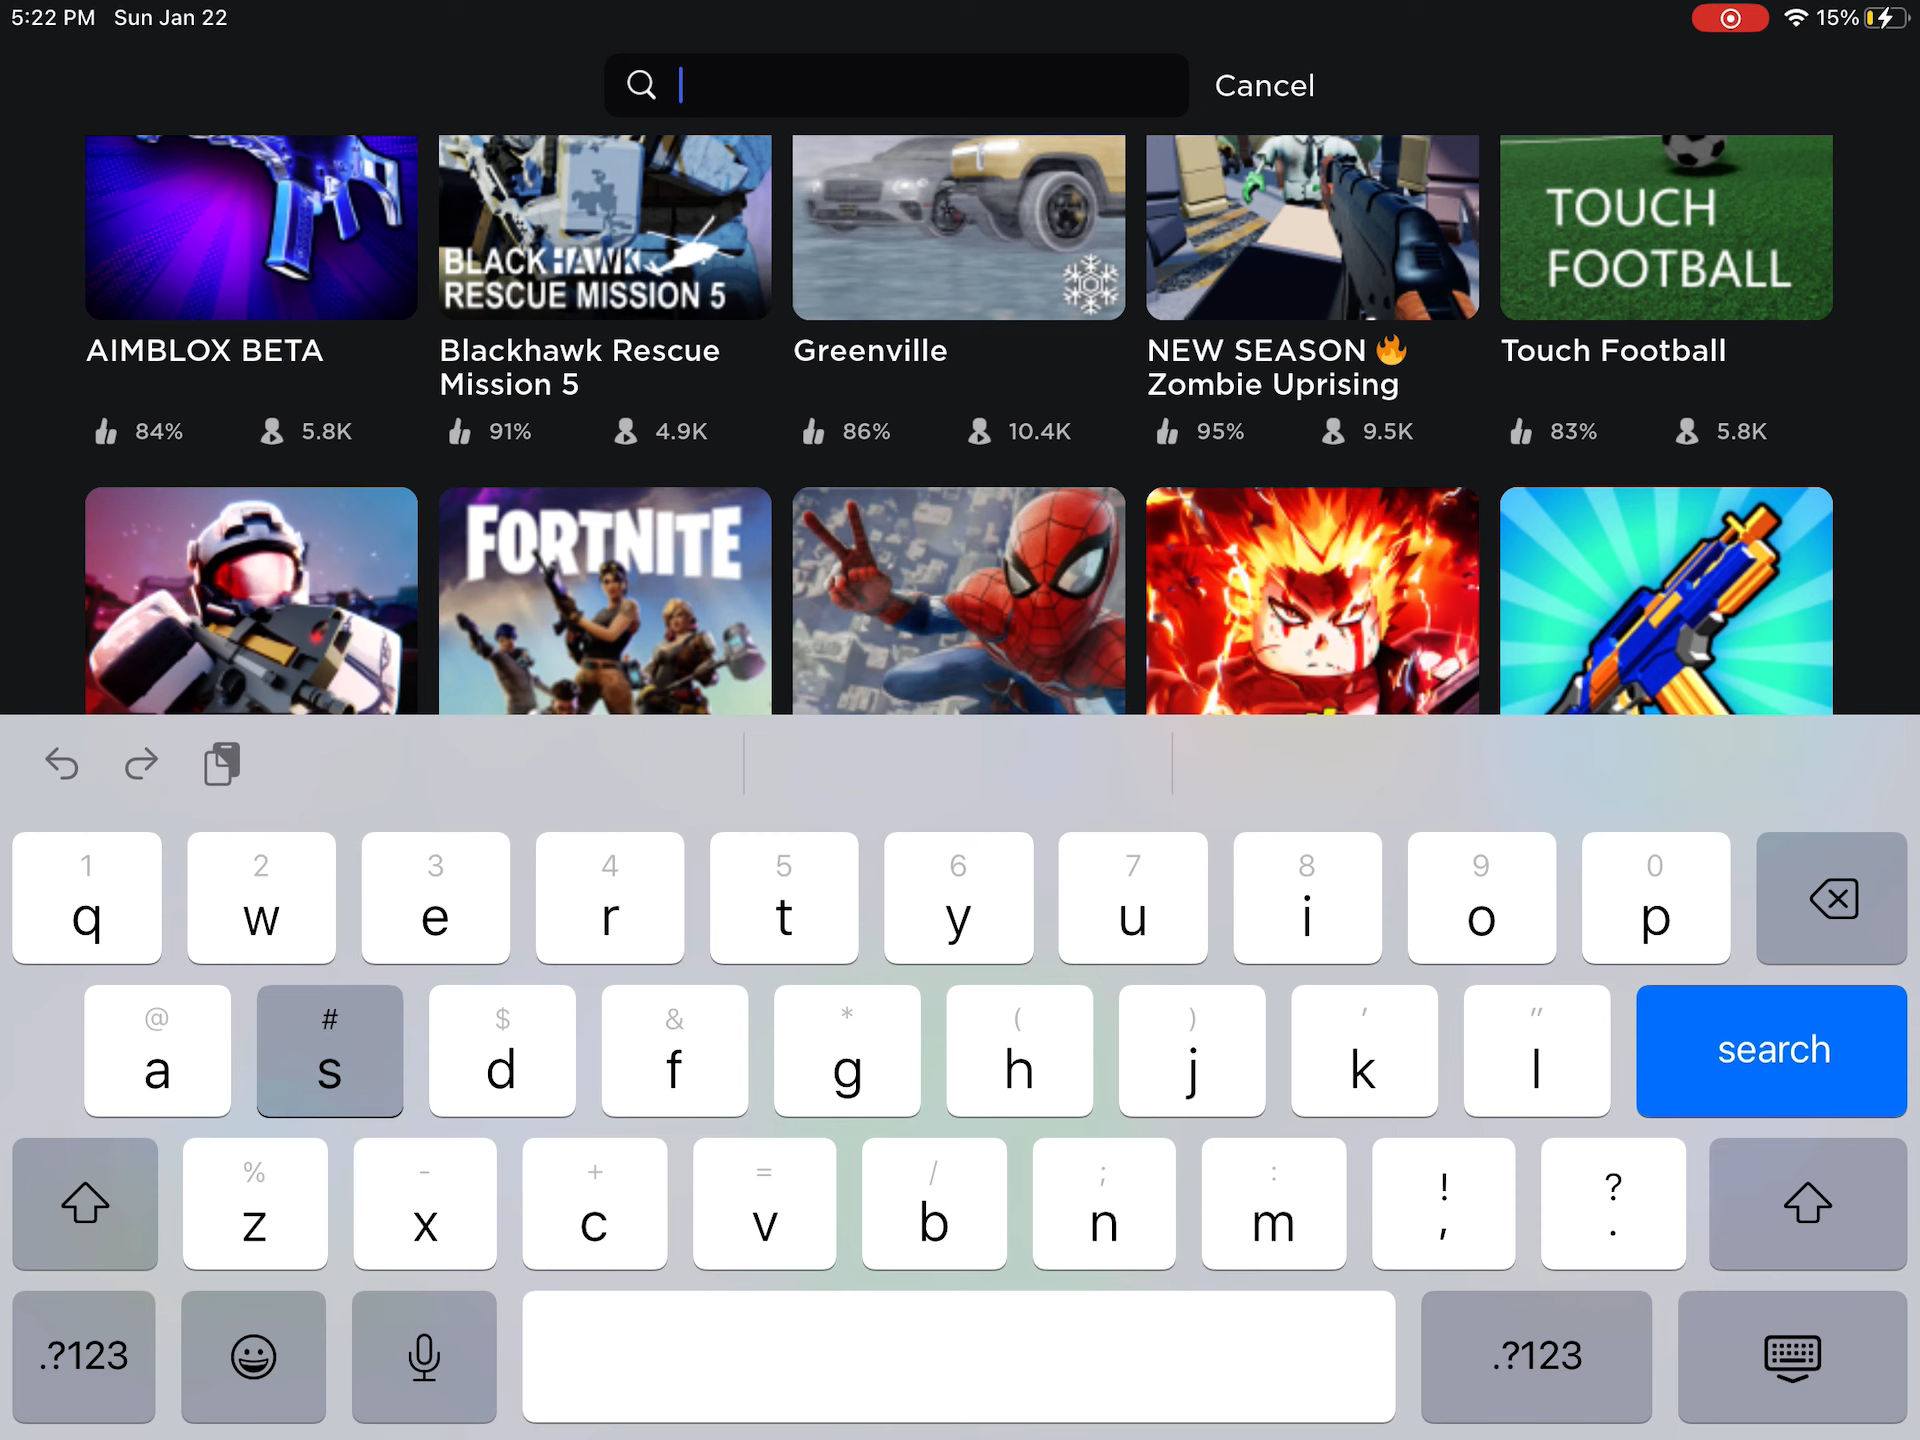 5:22 PM Sun Jan 22
15%
Cancel
BLACKHAWK
RESCUE MISSION 5
TOUCH
FOOTBALL
AIMBLOX BETA
Blackhawk Rescue
Mission 5
Greenville
NEW SEASON 🔥
Zombie Uprising
Touch Football
84% 5.8K
91% 4.9K
86% 10.4K
95% 9.5K
83% 5.8K
FORTNITE
1 2 3 4 5 6 7 8 9 0
q w e r t y u i o p
@ # $ & * ( ) ' "
a s d f g h j k l search
% - + = / ; : ! ?
z x c v b n m , .
.?123 .?123